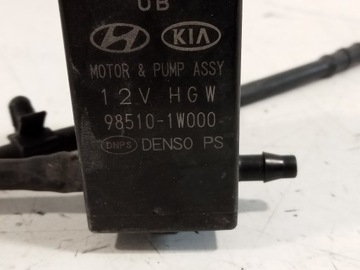 UB
KIA
MOTOR & PUMP ASSY
12V HGW
98510-1W000
DNPS DENSO PS